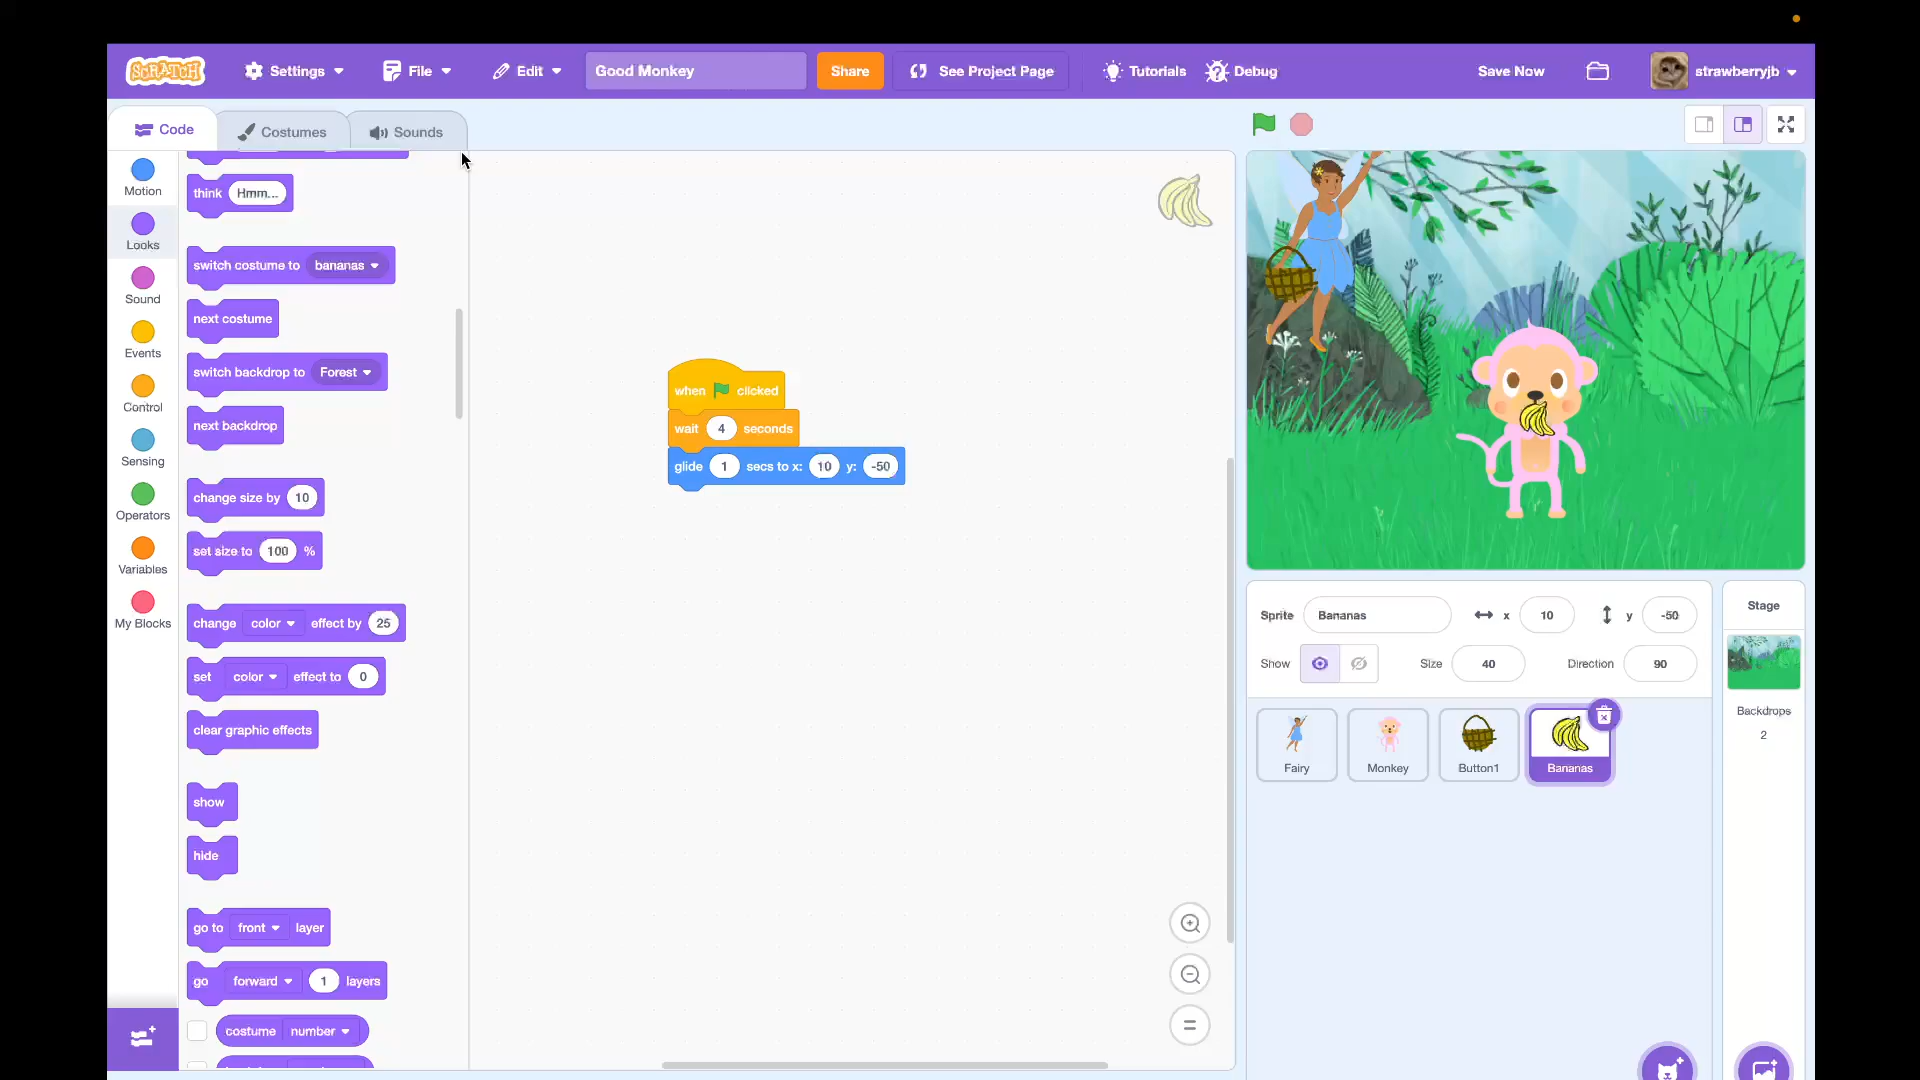 SCRATCH
Settings
File
Edit
Good Monkey
Share
See Project Page
Tutorials
Debug
Save Now
strawberryjb
Code
Costumes
Sounds
Motion
Looks
Sound
Events
Control
Sensing
Operators
Variables
My Blocks
think Hmm...
switch costume to bananas
next costume
switch backdrop to Forest
next backdrop
change size by 10
set size to 100 %
change color effect by 25
set color effect to 0
clear graphic effects
show
hide
go to front layer
go forward 1 layers
costume number
when clicked
wait 4 seconds
glide 1 secs to x: 10 y: -50
Sprite Bananas x 10 y -50
Show Size 40 Direction 90
Fairy
Monkey
Button1
Bananas
Stage
Backdrops
2